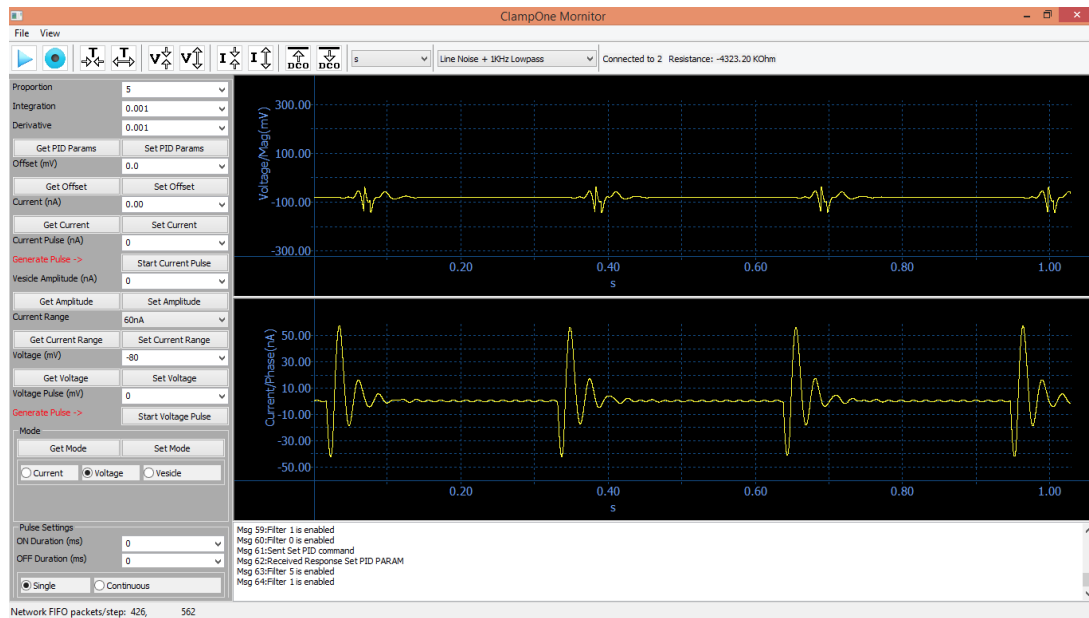 ClampOne Mornitor
File View
T T V V I I DCO DCO s Line Noise + 1KHz Lowpass Connected to 2 Resistance: -4323.20 KOhm
Proportion 5
Integration 0.001
Derivative 0.001
Get PID Params Set PID Params
Offset (mV) 0.0
Get Offset Set Offset
Current (nA) 0.00
Get Current Set Current
Current Pulse (nA) 0
Generate Pulse -> Start Current Pulse
Vesicle Amplitude (nA) 0
Get Amplitude Set Amplitude
Current Range 60nA
Get Current Range Set Current Range
Voltage (mV) -80
Get Voltage Set Voltage
Voltage Pulse (mV) 0
Generate Pulse -> Start Voltage Pulse
Mode
Get Mode Set Mode
Current Voltage Vesicle
Pulse Settings
ON Duration (ms) 0
OFF Duration (ms) 0
Single Continuous
Voltage/Mag(mV)
300.00
100.00
-100.00
-300.00
0.20 0.40 0.60 0.80 1.00
s
Current/Phase(nA)
50.00
30.00
10.00
-10.00
-30.00
-50.00
0.20 0.40 0.60 0.80 1.00
s
Msg 59:Filter 1 is enabled
Msg 60:Filter 0 is enabled
Msg 61:Sent Set PID command
Msg 62:Received Response Set PID PARAM
Msg 63:Filter 5 is enabled
Msg 64:Filter 1 is enabled
Network FIFO packets/step: 426, 562